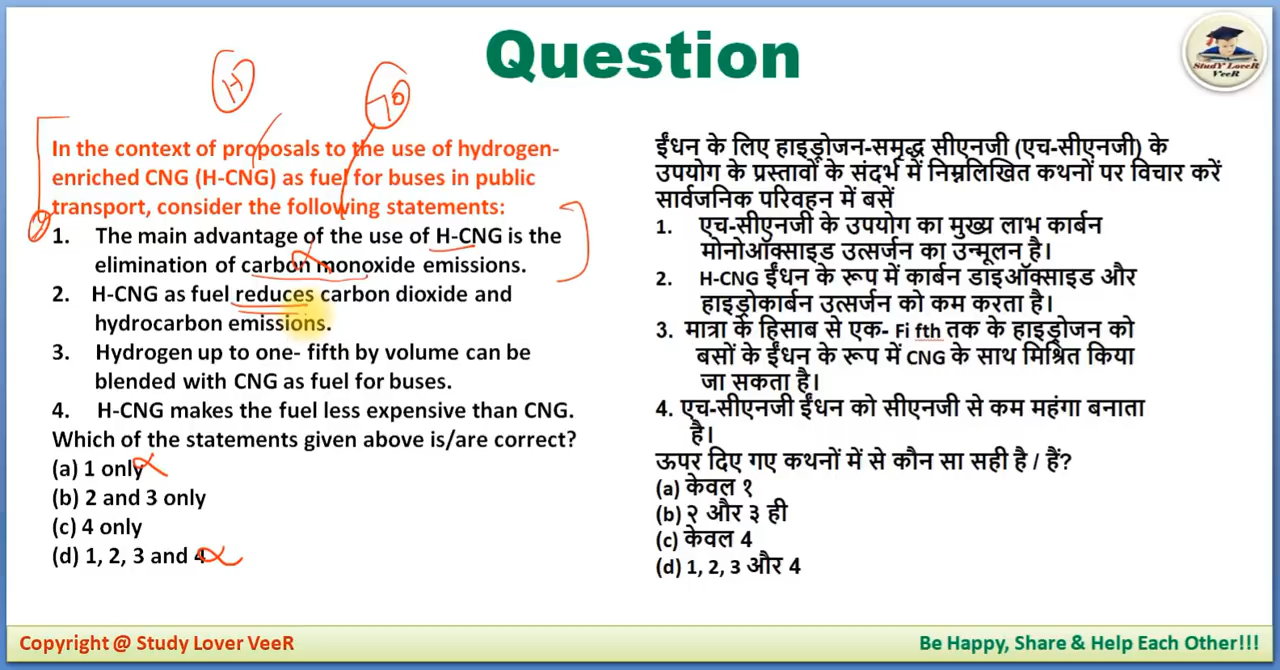 Question
StudY LoveR
VeeR
H
In the context of proposals to the use of hydrogen-
enriched CNG (H-CNG) as fuel for buses in public
transport, consider the following statements:
1. The main advantage of the use of H-CNG is the
elimination of carbon monoxide emissions.
2. H-CNG as fuel reduces carbon dioxide and
hydrocarbon emissions.
3. Hydrogen up to one- fifth by volume can be
blended with CNG as fuel for buses.
4. H-CNG makes the fuel less expensive than CNG.
Which of the statements given above is/are correct?
(a) 1 only
(b) 2 and 3 only
(c) 4 only
(d) 1, 2, 3 and 4
ईंधन के लिए हाइड्रोजन-समृद्ध सीएनजी (एच-सीएनजी) के
उपयोग के प्रस्तावों के संदर्भ में निम्नलिखित कथनों पर विचार करें
सार्वजनिक परिवहन में बसें
1. एच-सीएनजी के उपयोग का मुख्य लाभ कार्बन
मोनोऑक्साइड उत्सर्जन का उन्मूलन है।
2. H-CNG ईंधन के रूप में कार्बन डाइऑक्साइड और
हाइड्रोकार्बन उत्सर्जन को कम करता है।
3. मात्रा के हिसाब से एक- Fi fth तक के हाइड्रोजन को
बसों के ईंधन के रूप में CNG के साथ मिश्रित किया
जा सकता है।
4. एच-सीएनजी ईंधन को सीएनजी से कम महंगा बनाता
है।
ऊपर दिए गए कथनों में से कौन सा सही है / हैं?
(a) केवल १
(b) २ और ३ ही
(c) केवल 4
(d) 1, 2, 3 और 4
Copyright @ Study Lover VeeR
Be Happy, Share & Help Each Other!!!